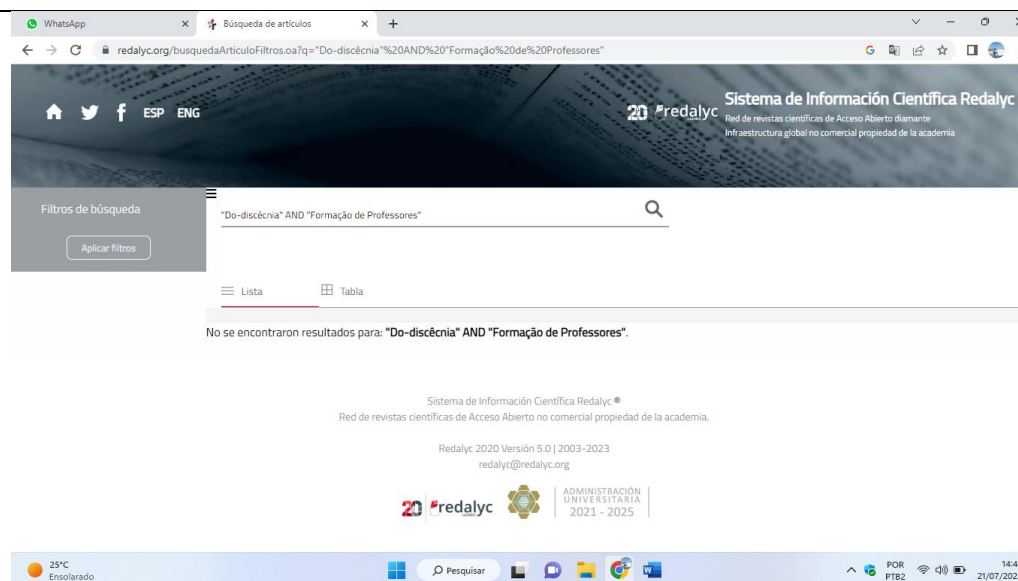 WhatsApp
Búsqueda de artículos
redalyc.org/busquedaArticuloFiltros.oa?q="Do-discêcnia"%20AND%20"Formação%20de%20Professores"
ESP ENG
20 redalyc
Sistema de Información Científica Redalyc
Red de revistas científicas de Acceso Abierto diamante
Infraestructura global no comercial propiedad de la academia
Filtros de búsqueda
Aplicar filtros
"Do-discêcnia" AND "Formação de Professores"
Lista
Tabla
No se encontraron resultados para: "Do-discêcnia" AND "Formação de Professores".
Sistema de Información Científica Redalyc ®
Red de revistas científicas de Acceso Abierto no comercial propiedad de la academia.
Redalyc 2020 Versión 5.0 | 2003-2023
redalyc@redalyc.org
20 redalyc
ADMINISTRACIÓN
UNIVERSITARIA
2021 - 2025
25°C
Ensolarado
Pesquisar
POR
PTB2
14:4
21/07/202